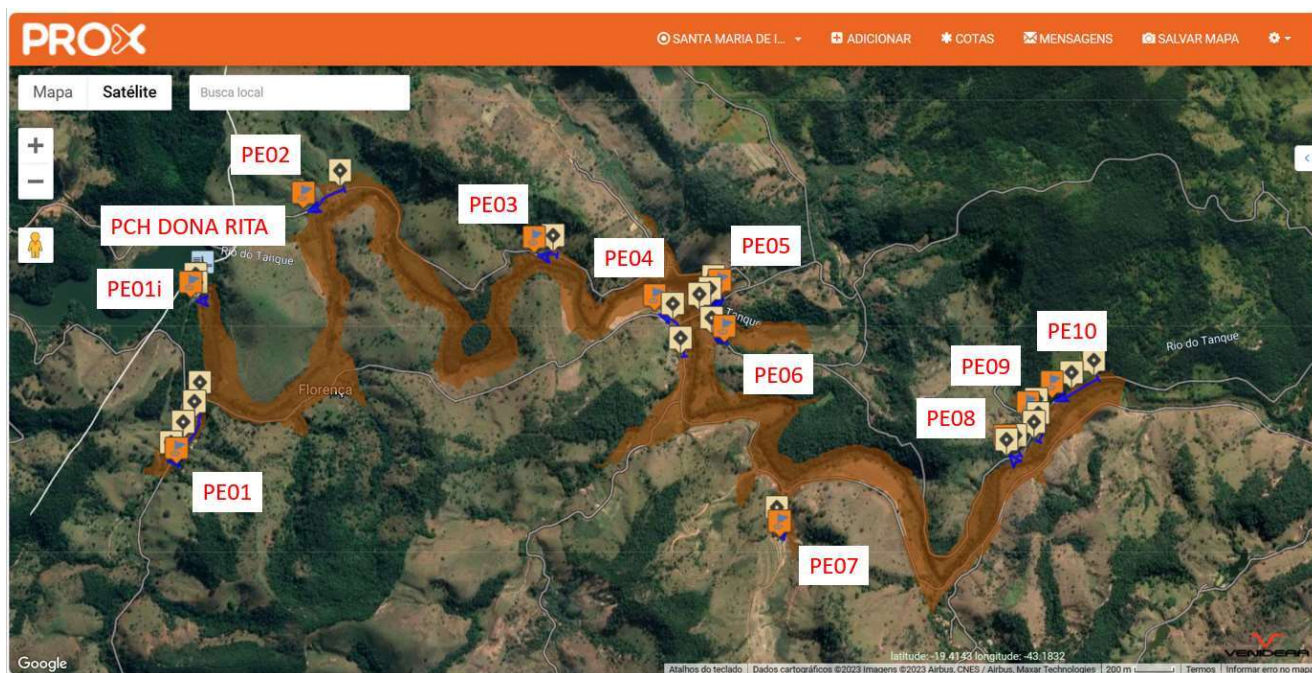 PROX
SANTA MARIA DE I...
ADICIONAR
COTAS
MENSAGENS
SALVAR MAPA
Mapa
Satélite
Busca local
PE02
PE03
PCH DONA RITA
Rio do Tanque
PE04
PE05
PE01i
Tanque
Rio do Tanque
PE10
PE09
PE06
Florença
PE08
PE01
PE07
latitude: -19.4143 longitude: -43.1832
VENIDERA
Google
Atalhos do teclado
Dados cartográficos ©2023 Imagens ©2023 Airbus, CNES / Airbus, Maxar Technologies
200 m
Termos
Informar erro no mapa